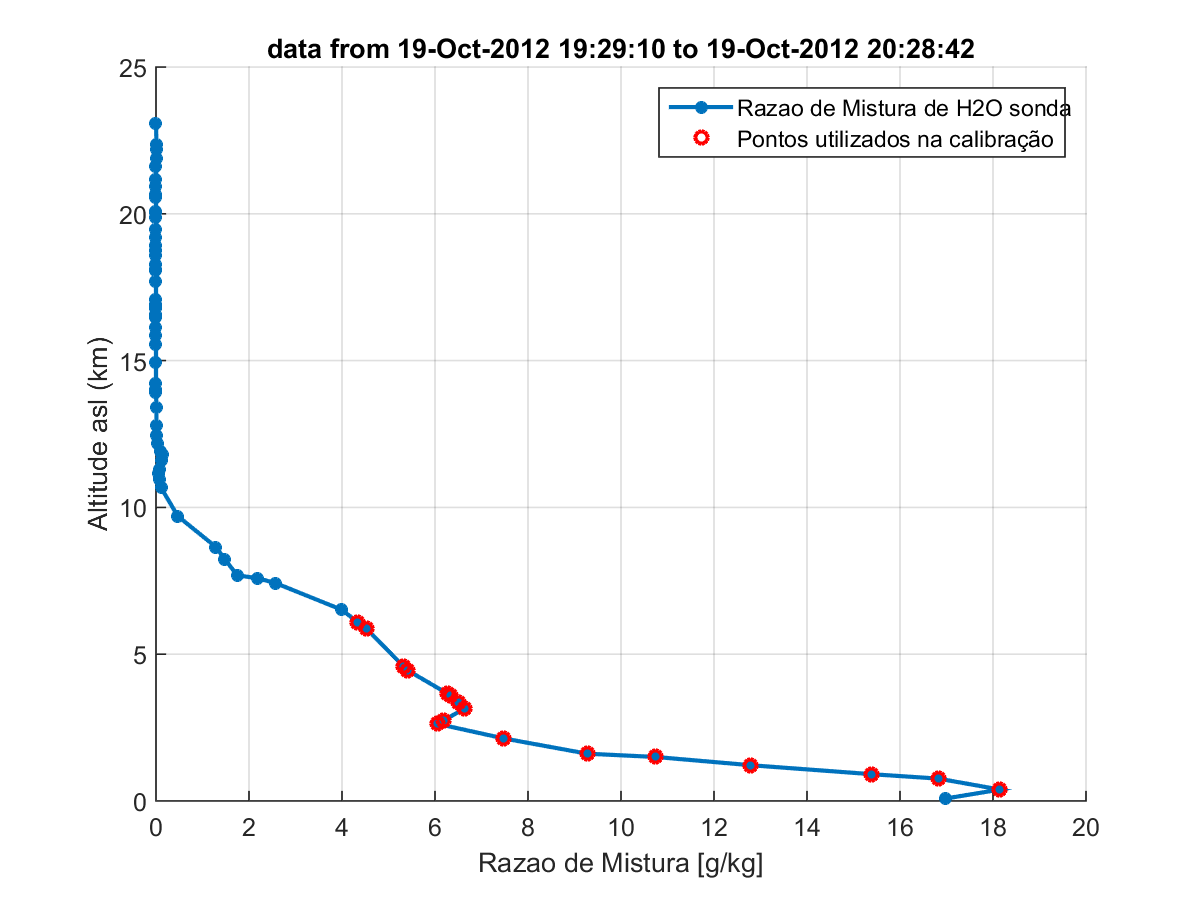 data from 19-Oct-2012 19:29:10 to 19-Oct-2012 20:28:42
Razao de Mistura de H2O sonda
Pontos utilizados na calibração
25
20
15
10
5
0
Altitude asl (km)
0 2 4 6 8 10 12 14 16 18 20
Razao de Mistura [g/kg]